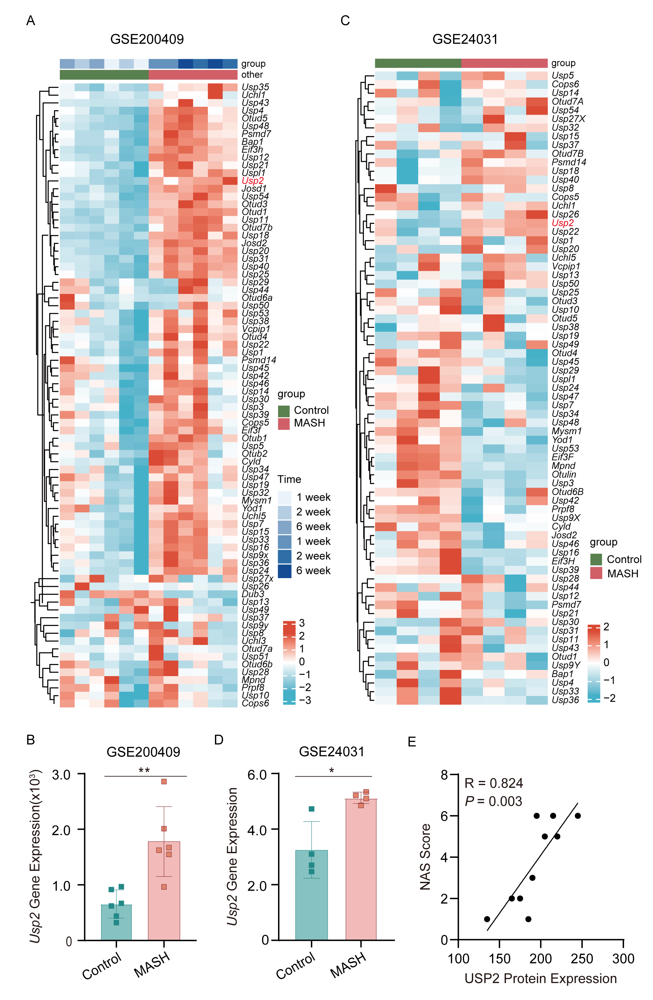 A
GSE200409
group
other
Usp35
Uchl1
Usp43
Usp4
Otud5
Usp48
Psmd7
Bap1
Eif3h
Usp12
Usp21
Uspl1
Usp2
Josd1
Usp54
Otud3
Otud1
Usp11
Otud7b
Usp18
Josd2
Usp20
Usp31
Usp40
Usp25
Usp29
Usp44
Otud6a
Usp50
Usp53
Usp38
Vcpip1
Otud4
Usp22
Usp1
Psmd14
Usp45
Usp42
Usp46
Usp14
Usp30
Usp3
Usp39
Cops5
Eif3f
Otub1
Usp5
Otub2
Cyld
Usp34
Usp47
Usp19
Usp32
Mysm1
Yod1
Uchl5
Usp7
Usp15
Usp33
Usp16
Usp9x
Usp36
Usp24
Usp27x
Usp26
Dub3
Usp13
Usp49
Usp37
Usp9y
Usp8
Uchl3
Otud7a
Usp51
Otud6b
Usp28
Mpnd
Prpf8
Usp10
Cops6
group
Control
MASH
Time
1 week
2 week
6 week
1 week
2 week
6 week
3
2
1
0
−1
−2
−3
C
GSE24031
group
Usp5
Cops6
Usp14
Otud7A
Usp54
Usp27X
Usp32
Usp15
Usp37
Otud7B
Psmd14
Usp18
Usp40
Usp8
Cops5
Uchl1
Usp26
Usp2
Usp22
Usp1
Usp20
Uchl5
Vcpip1
Usp13
Usp50
Usp25
Otud3
Usp10
Otud5
Usp38
Usp19
Usp49
Otud4
Usp45
Usp29
Uspl1
Usp24
Usp47
Usp7
Usp34
Usp48
Mysm1
Yod1
Usp53
Eif3F
Mpnd
Otulin
Usp3
Otud6B
Usp42
Prpf8
Usp9X
Cyld
Josd2
Usp46
Usp16
Eif3H
Usp39
Usp28
Usp44
Usp12
Psmd7
Usp21
Usp30
Usp31
Usp11
Usp43
Otud1
Usp9Y
Bap1
Usp4
Usp33
Usp36
group
Control
MASH
2
1
0
−1
−2
B
GSE200409
**
Usp2 Gene Expression(x10³)
3.0
2.0
1.0
0
Control
MASH
D
GSE24031
*
Usp2 Gene Expression
6.0
4.0
2.0
0
Control
MASH
E
R = 0.824
P = 0.003
NAS Score
8
6
4
2
0
100 150 200 250 300
USP2 Protein Expression